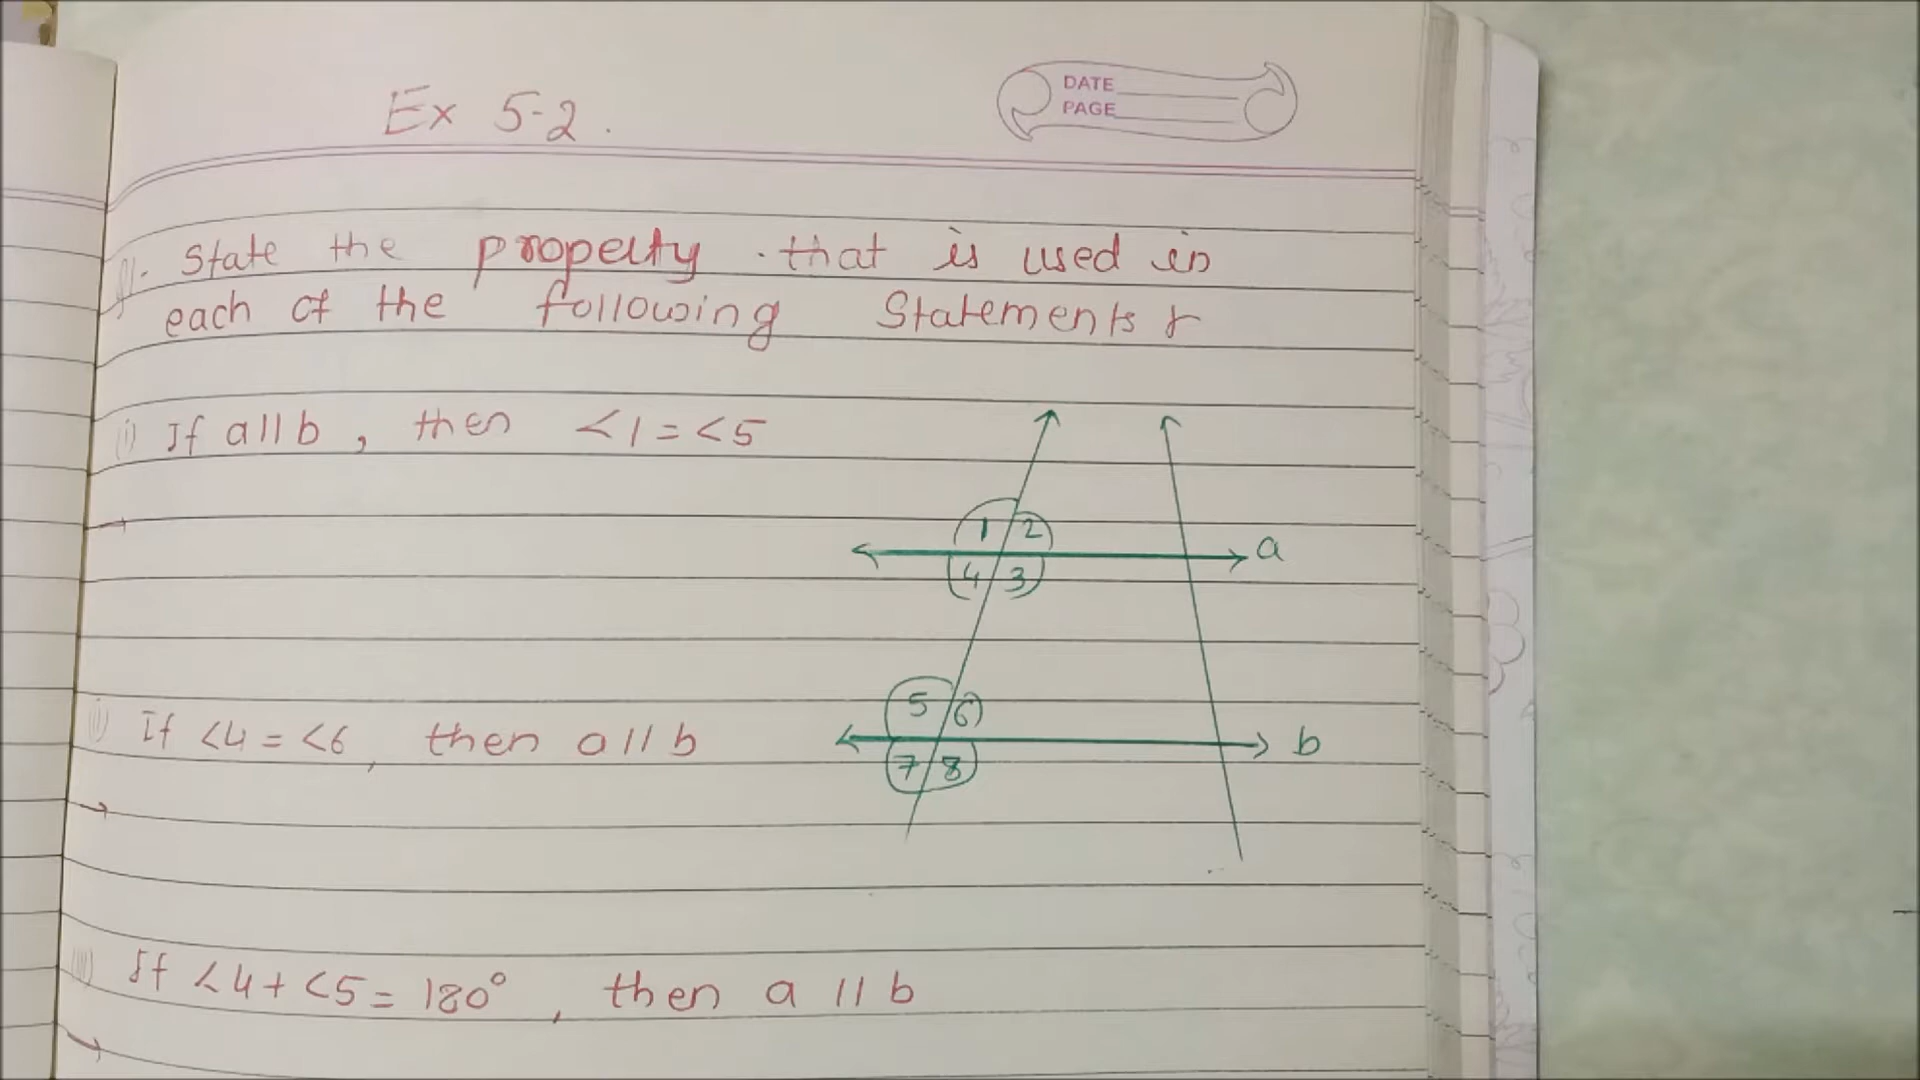 Ex 5-2.
DATE
PAGE
1. State the property that is used in
each of the following Statements
(i) If a||b, then <1=<5
1 2
a
4 3
5 6
(ii) If <4=<6, then a||b
b
7 8
(iii) If <4+<5=180°, then a||b